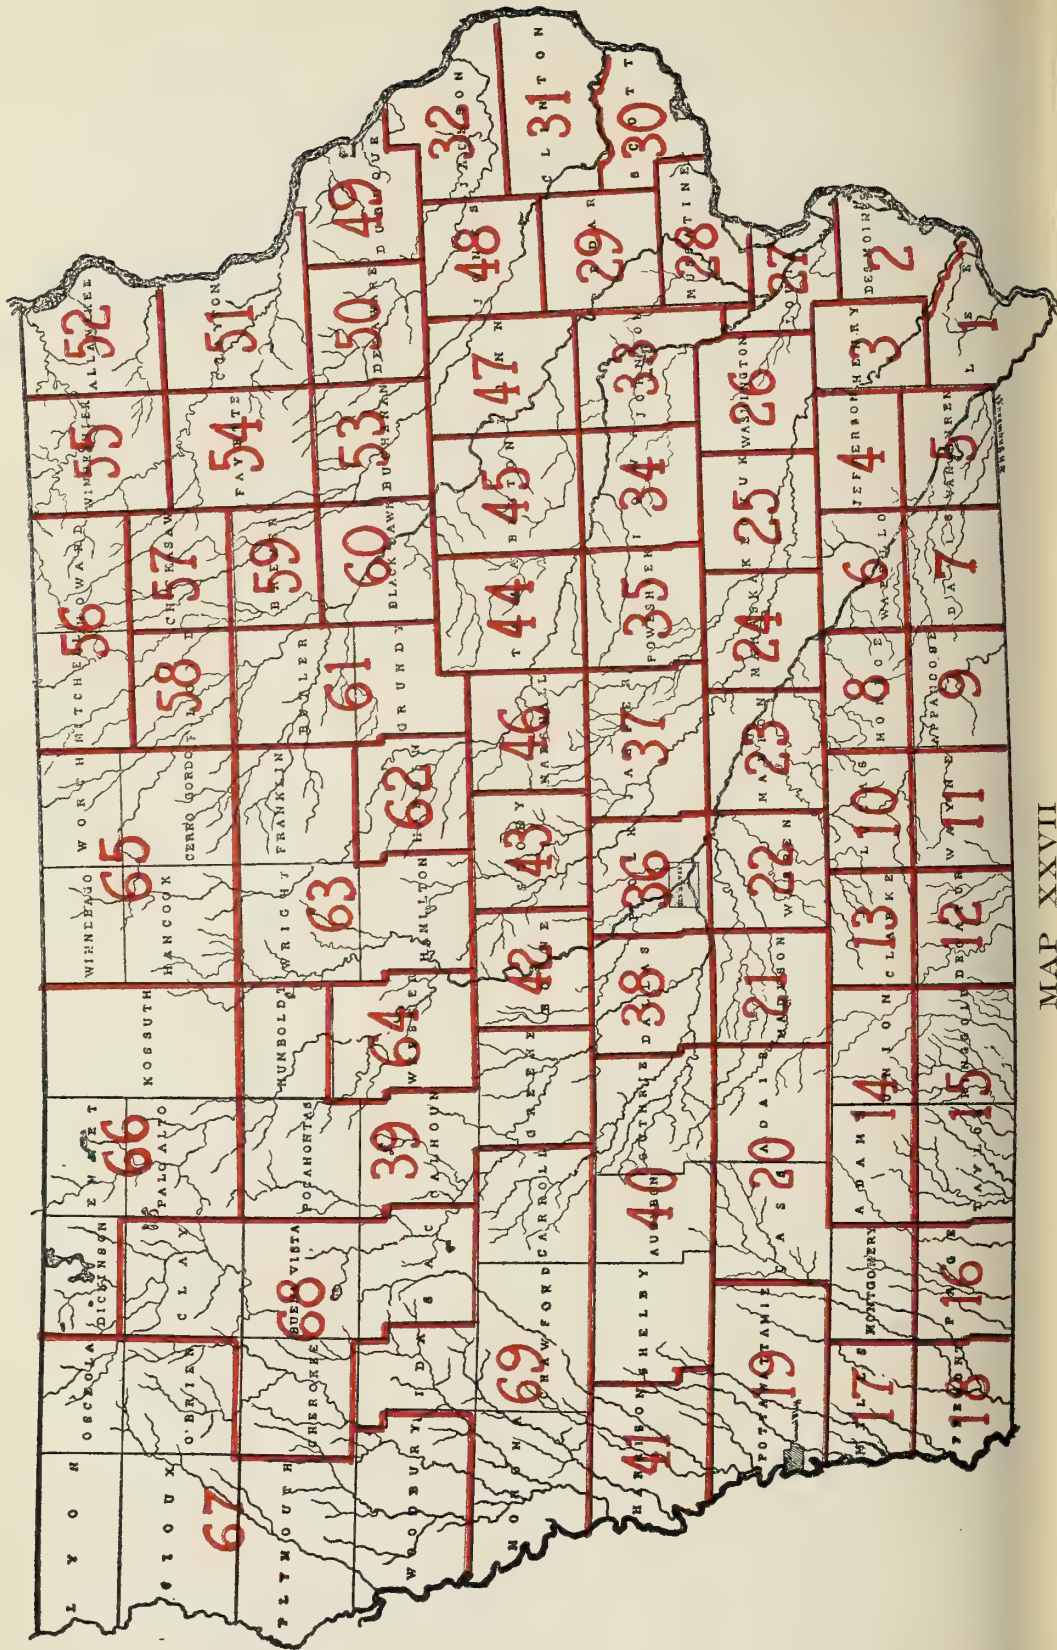 LYON
OSCEOLA
DICKINSON
EMMET
KOSSUTH
WINNEBAGO
WORTH
MITCHELL
HOWARD
WINNESHIEK
ALLAMAKEE
SIOUX
O'BRIEN
CLAY
PALO ALTO
HANCOCK
CERRO GORDO
FLOYD
CHICKASAW
FAYETTE
CLAYTON
PLYMOUTH
CHEROKEE
BUENA VISTA
POCAHONTAS
HUMBOLDT
WRIGHT
FRANKLIN
BUTLER
BREMER
WOODBURY
IDA
SAC
CALHOUN
WEBSTER
HAMILTON
HARDIN
GRUNDY
BLACK HAWK
BUCHANAN
DELAWARE
DUBUQUE
MONONA
CRAWFORD
CARROLL
GREENE
BOONE
STORY
MARSHALL
TAMA
BENTON
LINN
JONES
JACKSON
HARRISON
SHELBY
AUDUBON
GUTHRIE
DALLAS
POLK
JASPER
POWESHIEK
IOWA
JOHNSON
CEDAR
CLINTON
SCOTT
POTTAWATTAMIE
CASS
ADAIR
MADISON
WARREN
MARION
MAHASKA
KEOKUK
WASHINGTON
MUSCATINE
LOUISA
MILLS
MONTGOMERY
ADAMS
UNION
CLARKE
LUCAS
MONROE
WAPELLO
JEFFERSON
HENRY
DESMOINES
FREMONT
PAGE
TAYLOR
RINGGOLD
DECATUR
WAYNE
APPANOOSE
DAVIS
VAN BUREN
LEE
67
66
65
56
55
52
58
57
54
51
68
39
64
63
62
61
59
60
53
50
49
69
42
43
46
44
45
47
48
32
31
41
40
38
36
37
35
34
33
29
30
19
20
21
22
23
24
25
26
28
27
17
14
13
10
8
6
4
3
2
18
16
15
12
11
9
7
5
1
MAP XXVII